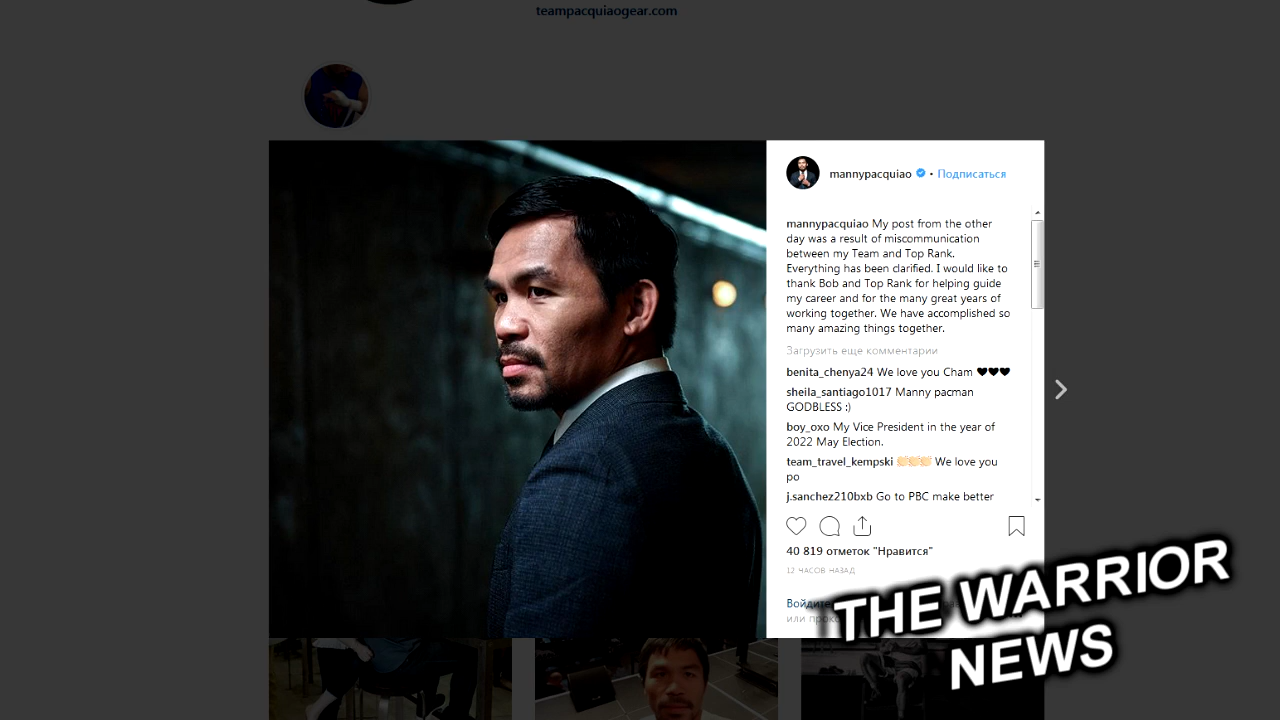 teampacquiaogear.com
mannypacquiao • Подписаться
mannypacquiao My post from the other
day was a result of miscommunication
between my Team and Top Rank.
Everything has been clarified. I would like to
thank Bob and Top Rank for helping guide
my career and for the many great years of
working together. We have accomplished so
many amazing things together.
Загрузить еще комментарии
benita_chenya24 We love you Cham 🖤🖤🖤
sheila_santiago1017 Manny pacman
GODBLESS :)
boy_oxo My Vice President in the year of
2022 May Election.
team_travel_kempski 👏🏻👏🏻👏🏻 We love you
po
j.sanchez210bxb Go to PBC make better
40 819 отметок "Нравится"
12 ЧАСОВ НАЗАД
Войдите
или
THE WARRIOR
NEWS